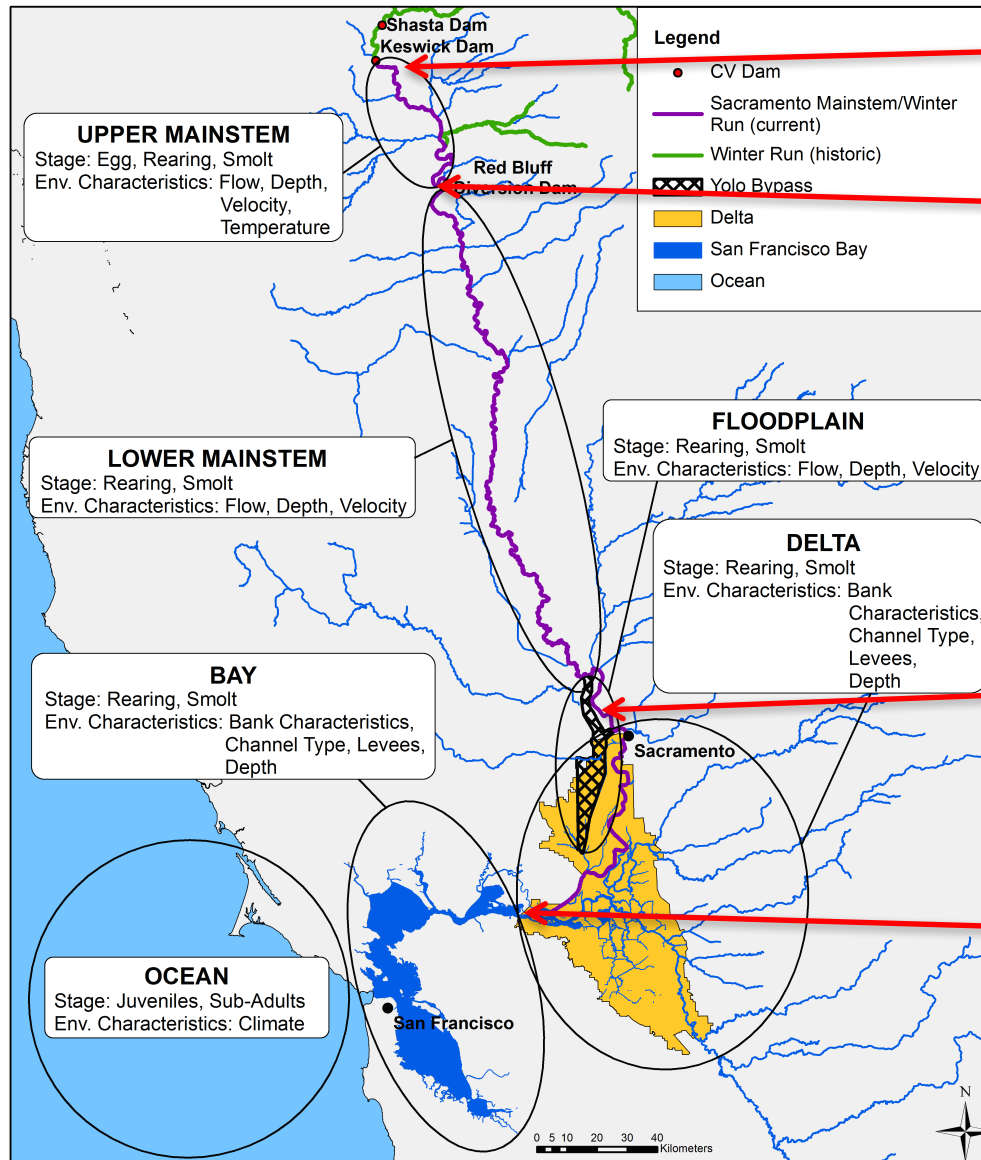 Shasta Dam
Keswick Dam
Legend
CV Dam
Sacramento Mainstem/Winter
Run (current)
Winter Run (historic)
Yolo Bypass
Delta
San Francisco Bay
Ocean
UPPER MAINSTEM
Stage: Egg, Rearing, Smolt
Env. Characteristics: Flow, Depth,
Velocity,
Temperature
Red Bluff
Diversion Dam
FLOODPLAIN
Stage: Rearing, Smolt
Env. Characteristics: Flow, Depth, Velocity
LOWER MAINSTEM
Stage: Rearing, Smolt
Env. Characteristics: Flow, Depth, Velocity
DELTA
Stage: Rearing, Smolt
Env. Characteristics: Bank
Characteristics,
Channel Type,
Levees,
Depth
BAY
Stage: Rearing, Smolt
Env. Characteristics: Bank Characteristics,
Channel Type, Levees,
Depth
Sacramento
OCEAN
Stage: Juveniles, Sub-Adults
Env. Characteristics: Climate
San Francisco
N
0 5 10 20 30 40
Kilometers